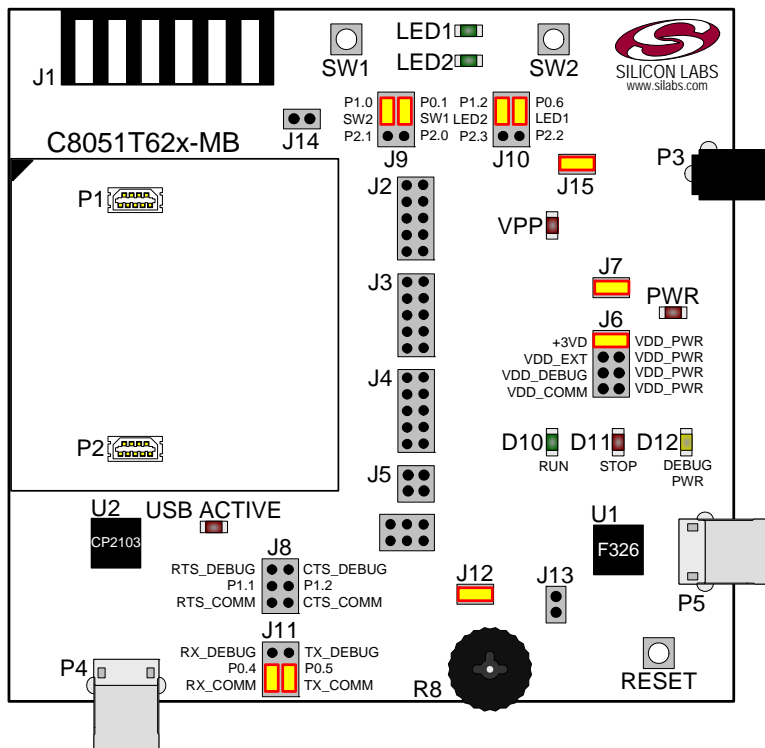 LED1
LED2
SW1
SW2
SILICON LABS
www.silabs.com
J1
J14
P1.0
SW2
P2.1
P0.1
SW1
P2.0
J9
P1.2
LED2
P2.3
P0.6
LED1
P2.2
J10
C8051T62x-MB
P3
J15
P1
J2
VPP
J7
J3
PWR
J6
+3VD VDD_PWR
VDD_EXT VDD_PWR
VDD_DEBUG VDD_PWR
VDD_COMM VDD_PWR
J4
P2
D10
RUN
D11
STOP
D12
DEBUG
PWR
J5
U2
CP2103
USB ACTIVE
U1
F326
J8
RTS_DEBUG CTS_DEBUG
P1.1 P1.2
RTS_COMM CTS_COMM
J12
J13
P5
J11
RX_DEBUG TX_DEBUG
P0.4 P0.5
RX_COMM TX_COMM
P4
R8
RESET